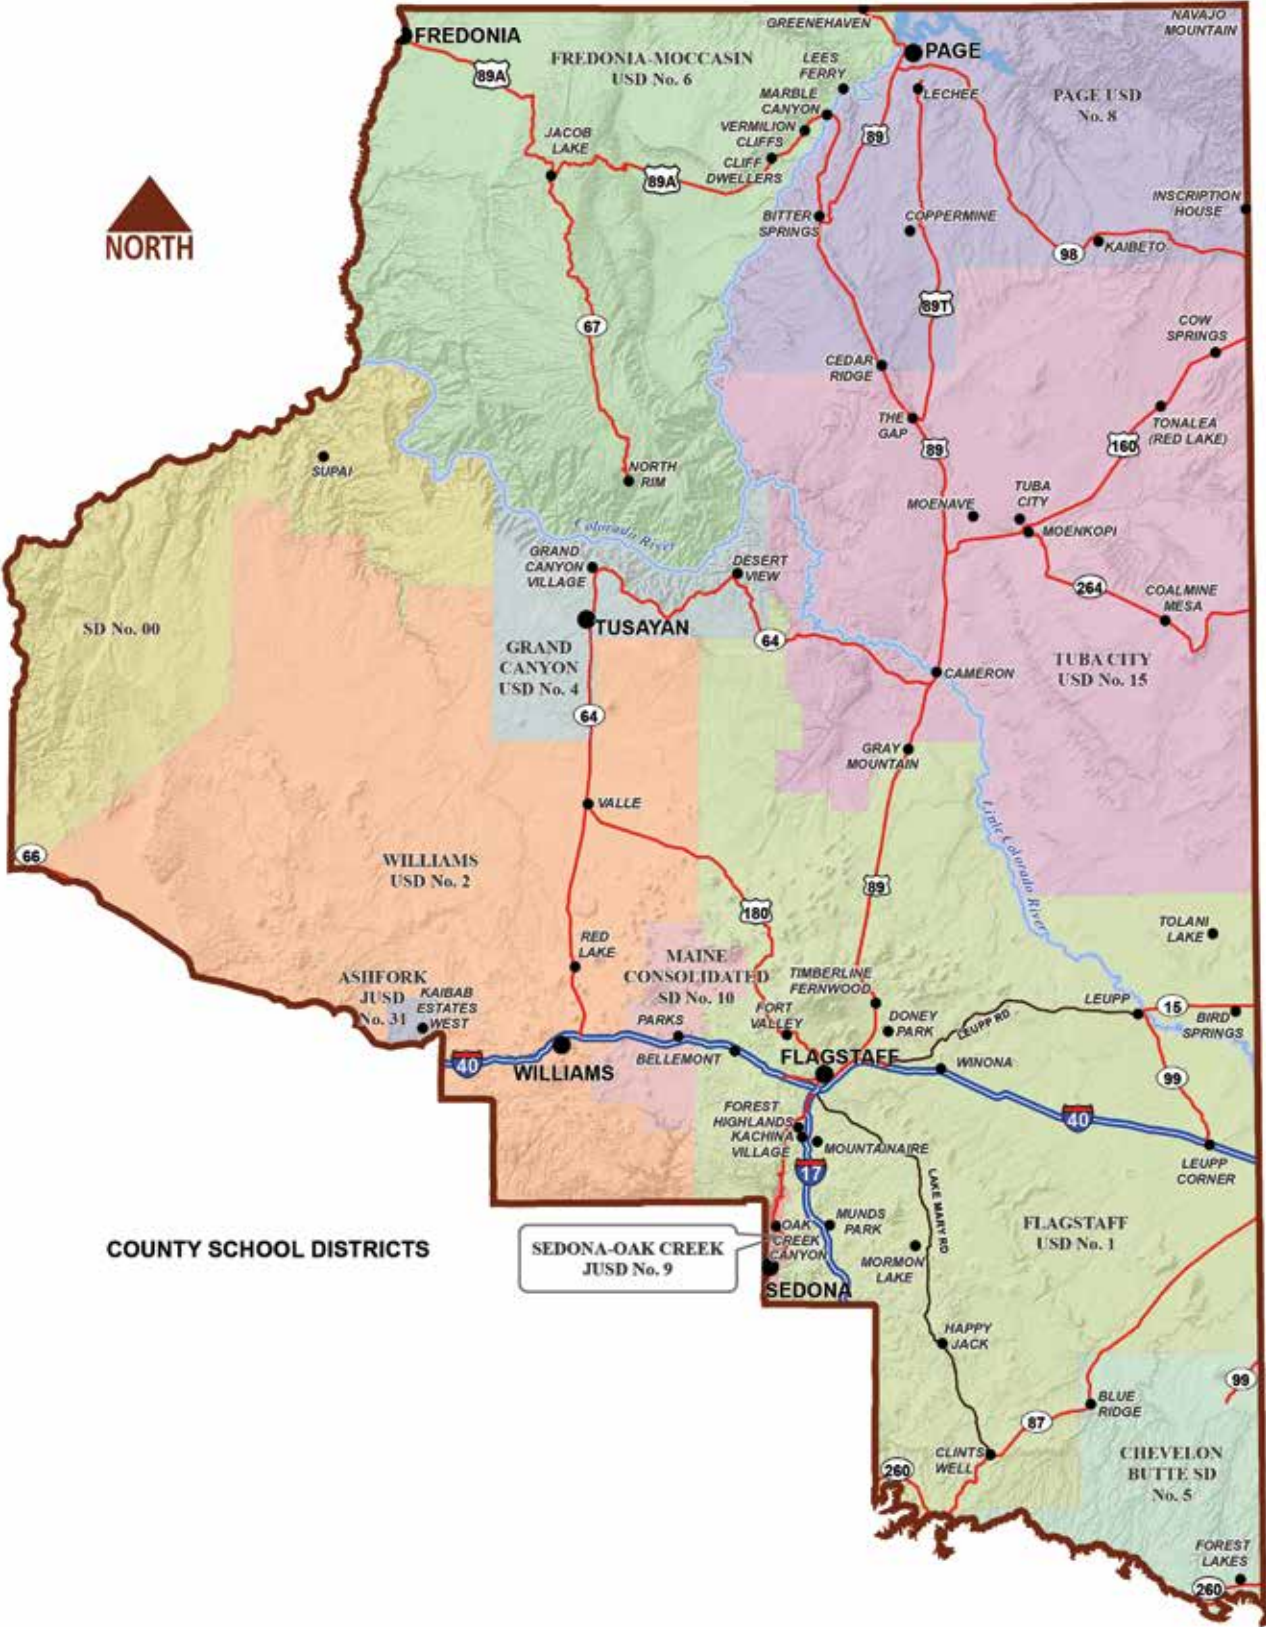 GREENEHAVEN
NAVAJO
MOUNTAIN
FREDONIA
PAGE
FREDONIA-MOCCASIN
USD No. 6
LEES
FERRY
89A
MARBLE
CANYON
LECHEE
PAGE USD
No. 8
VERMILION
CLIFFS
89
JACOB
LAKE
CLIFF
DWELLERS
89A
NORTH
BITTER
SPRINGS
COPPERMINE
INSCRIPTION
HOUSE
98
KAIBETO
89T
67
COW
SPRINGS
CEDAR
RIDGE
THE
GAP
TONALEA
(RED LAKE)
89
160
SUPAI
NORTH
RIM
MOENAVE
TUBA
CITY
MOENKOPI
Colorado River
GRAND
CANYON
VILLAGE
DESERT
VIEW
264
COALMINE
MESA
SD No. 00
TUSAYAN
64
GRAND
CANYON
USD No. 4
CAMERON
TUBA CITY
USD No. 15
64
GRAY
MOUNTAIN
VALLE
Little Colorado River
66
WILLIAMS
USD No. 2
89
180
TOLANI
LAKE
RED
LAKE
MAINE
CONSOLIDATED
SD No. 10
ASHFORK
JUSD
No. 31
KAIBAB
ESTATES
WEST
TIMBERLINE
FERNWOOD
LEUPP
15
BIRD
SPRINGS
PARKS
FORT
VALLEY
DONEY
PARK
LEUPP RD
BELLEMONT
FLAGSTAFF
WINONA
40
WILLIAMS
99
40
FOREST
HIGHLANDS
KACHINA
VILLAGE
MOUNTAINAIRE
LEUPP
CORNER
17
LAKE MARY RD
COUNTY SCHOOL DISTRICTS
SEDONA-OAK CREEK
JUSD No. 9
OAK
CREEK
CANYON
MUNDS
PARK
MORMON
LAKE
FLAGSTAFF
USD No. 1
SEDONA
HAPPY
JACK
99
BLUE
RIDGE
87
CLINTS
WELL
CHEVELON
BUTTE SD
No. 5
260
FOREST
LAKES
260